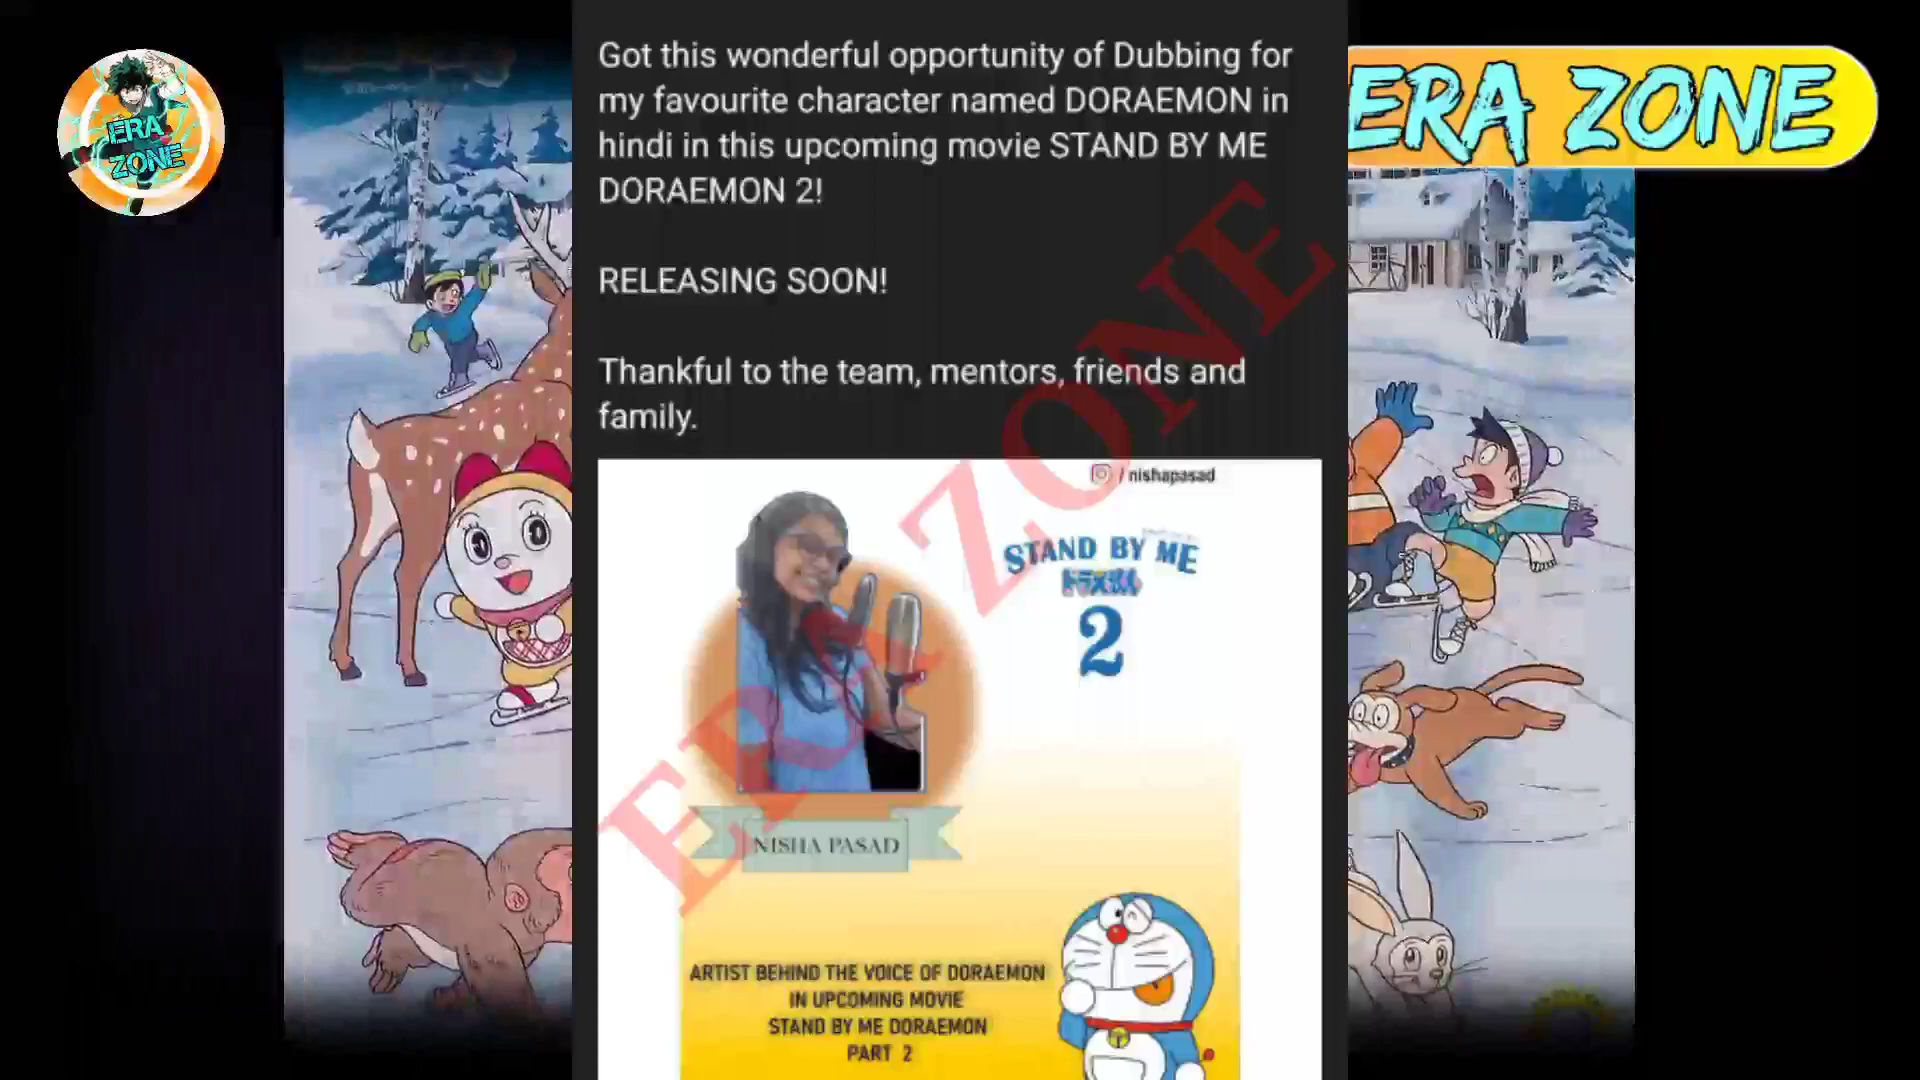 Got this wonderful opportunity of Dubbing for
my favourite character named DORAEMON in
hindi in this upcoming movie STAND BY ME
DORAEMON 2!
RELEASING SOON!
Thankful to the team, mentors, friends and
family.
ERA
ZONE
ERA ZONE
ERA ZONE
/ nishapasad
STAND BY ME
2
NISHA PASAD
ARTIST BEHIND THE VOICE OF DORAEMON
IN UPCOMING MOVIE
STAND BY ME DORAEMON
PART 2